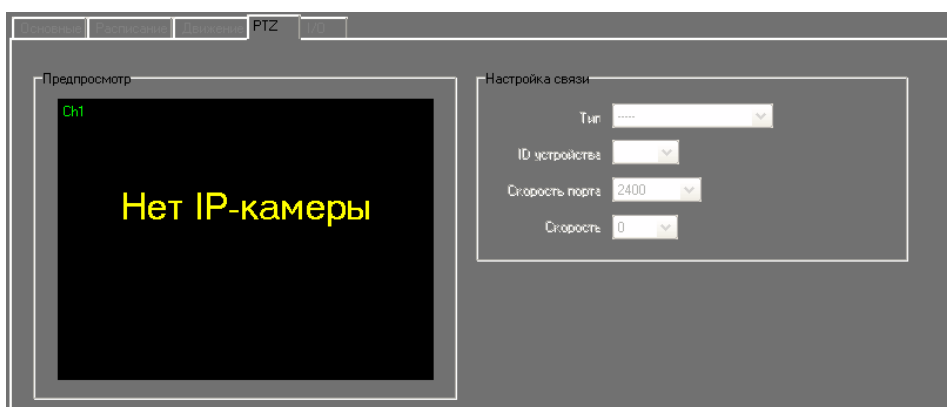 Основные Расписание Движение PTZ I/O
Предпросмотр
Ch1
Нет IP-камеры
Настройка связи
Тип -----
ID устройства
Скорость порта 2400
Скорость 0